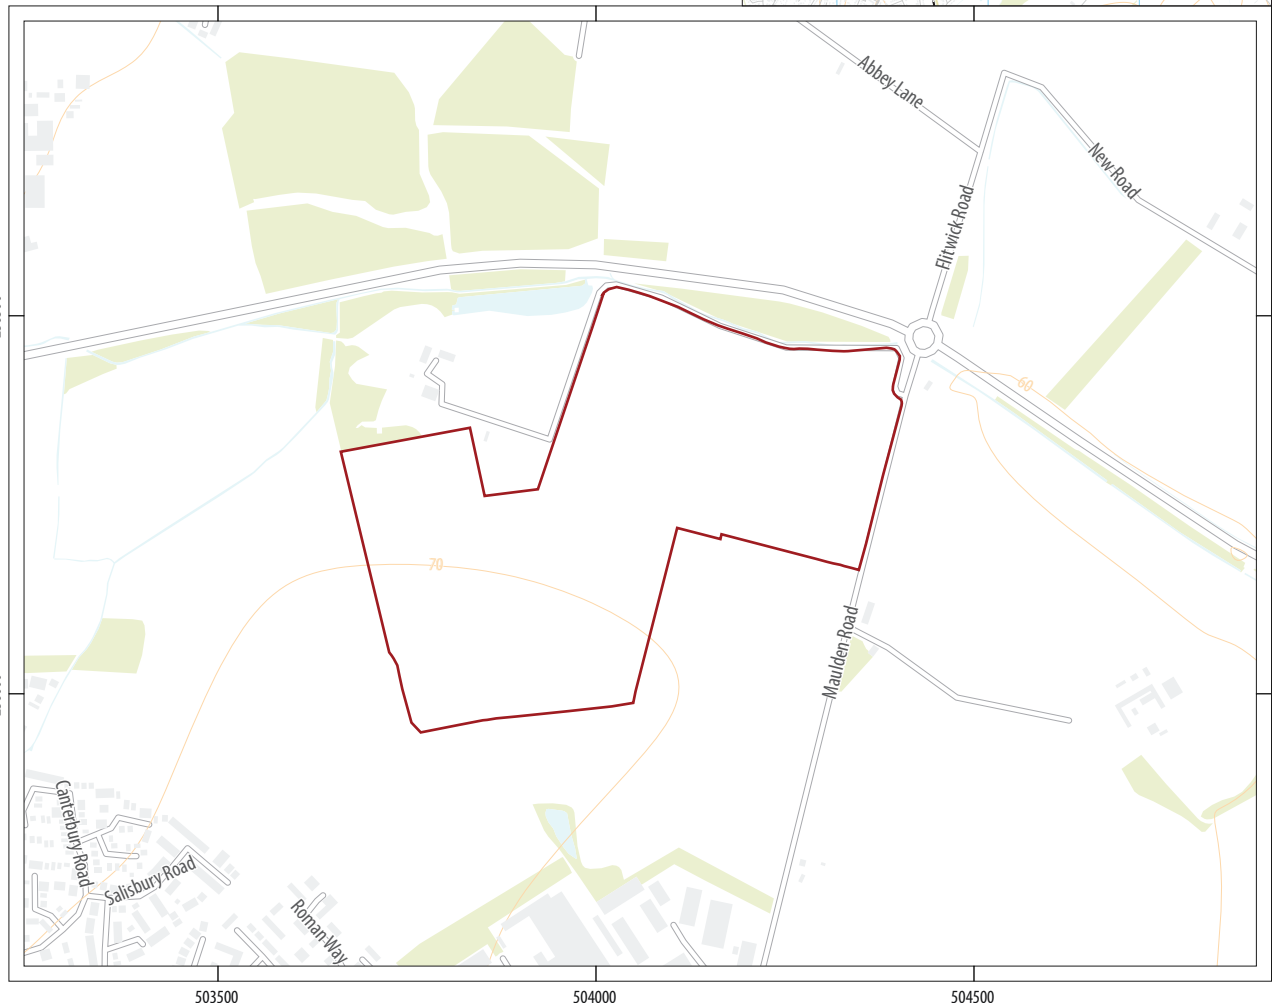 Abbey Lane
New Road
Flitwick Road
60
70
Maulden Road
Canterbury Road
Salisbury Road
Roman Way
503500
504000
504500